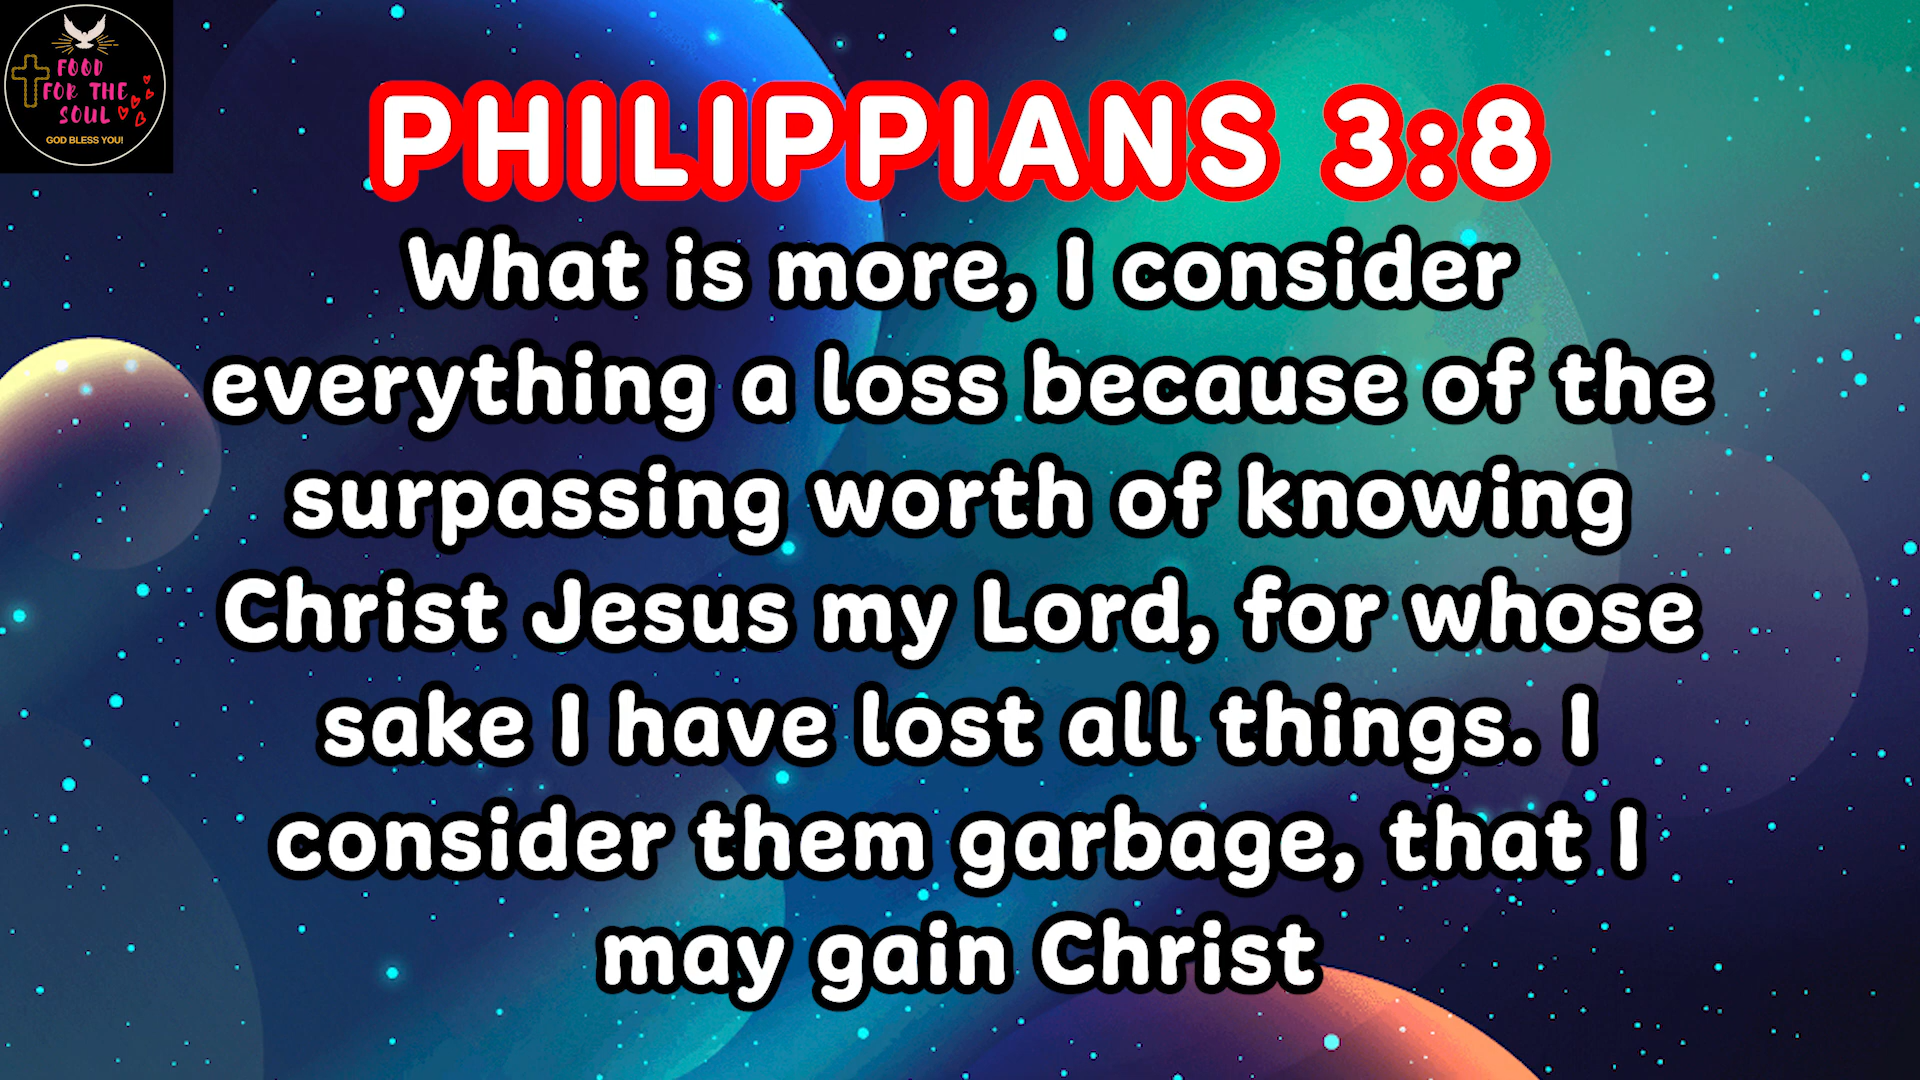 FOOD
FOR THE
SOUL
GOD BLESS YOU!
PHILIPPIANS 3:8
What is more, I consider
everything a loss because of the
surpassing worth of knowing
Christ Jesus my Lord, for whose
sake I have lost all things. I
consider them garbage, that I
may gain Christ